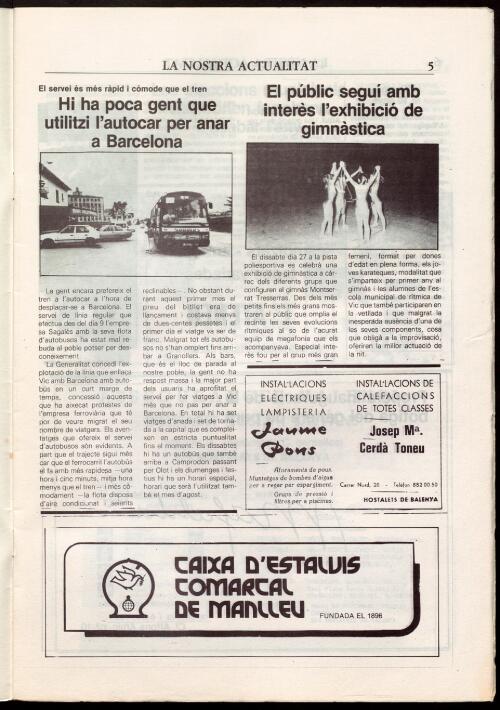 LA NOSTRA ACTUALITAT
5
El servei és més ràpid i còmode que el tren
Hi ha poca gent que
utilitzi l'autocar per anar
a Barcelona
La gent encara prefereix el
tren a l'autocar a l'hora de
desplaçar-se a Barcelona. El
servei de línia regular que
efectua des del dia 9 l'empre-
sa Sagalés amb la seva flota
d'autobuses ha estat mal re-
buda al poble potser per des-
coneixement.
La Generalitat concedí l'ex-
plotació de la línia que enllaça
Vic amb Barcelona amb auto-
bús en un curt marge de
temps, concessió aquesta
que ha aixecat protestes de
l'empresa ferroviària que té
por de veure migrat el seu
nombre de viatgers. Els avan-
tatges que ofereix el servei
d'autobusos són evidents. A
part que el trajecte sigui més
car que el ferrocarril l'autobús
el fa amb més rapidesa —una
hora i cinc minuts, mitja hora
menys que el tren— i més cò-
modament —la flota disposa
d'aire condicionat i seients
reclinables—. No obstant du-
rant aquest primer mes el
preu del bitllet era de
llançament i costava menys
de dues-centes pessetes i el
primer dia el viatge va ser de
franc. Malgrat tot els autobu-
sos no s'han omplert fins arri-
bar a Granollers. Als bars,
que és el lloc de parada al
nostre poble, la gent no ha
respost massa i la major part
dels usuaris ha aprofitat el
servei per fer viatges a Vic
més que no pas per anar a
Barcelona. En total hi ha set
viatges d'anada i set de torna-
da a la capital que es complei-
xen en estricta puntualitat
fins al moment. Els dissabtes
hi ha un autobús que també
arriba a Camprodon passant
per Olot i els diumenges i fes-
tius hi ha un horari especial,
horari que serà l'utilitzat tam-
bé el mes d'agost.
El públic seguí amb
interès l'exhibició de
gimnàstica
El dissabte dia 27 a la pista
poliesportiva es celebrà una
exhibició de gimnàstica a càr-
rec dels diferents grups que
configuren el gimnàs Montser-
rat Tresserras. Des dels més
petits fins els més grans mos-
traren al públic que omplia el
recinte les seves evolucions
rítmiques al so de l'acurat
equip de megafonia que els
acompanyava. Especial inte-
rès fou per al grup més gran
femení, format per dones
d'edat en plena forma, els jo-
ves karateques, modalitat que
s'imparteix per primer any al
gimnàs i les alumnes de l'es-
cola municipal de rítmica de
Vic que també participaren en
la vetllada i que malgrat la
inesperada ausència d'una de
les seves components, cosa
que obligà a la improvisació,
oferiren la millor actuació de
la nit.
INSTAL·LACIONS
ELÈCTRIQUES
LAMPISTERIA
Jaume
Pons
Aforaments de pous.
Muntatges de bombes d'aigua
per a regar per aspargiment.
Grups de pressió i
filtres per a piscines.
INSTAL·LACIONS DE
CALEFACCIONS
DE TOTES CLASSES
Josep Mª.
Cerdà Toneu
Carrer Nord, 20 - Telèfon 882 00 50
HOSTALETS DE BALENYA
CAIXA D'ESTALVIS
COMARCAL
DE MANLLEU
FUNDADA EL 1896